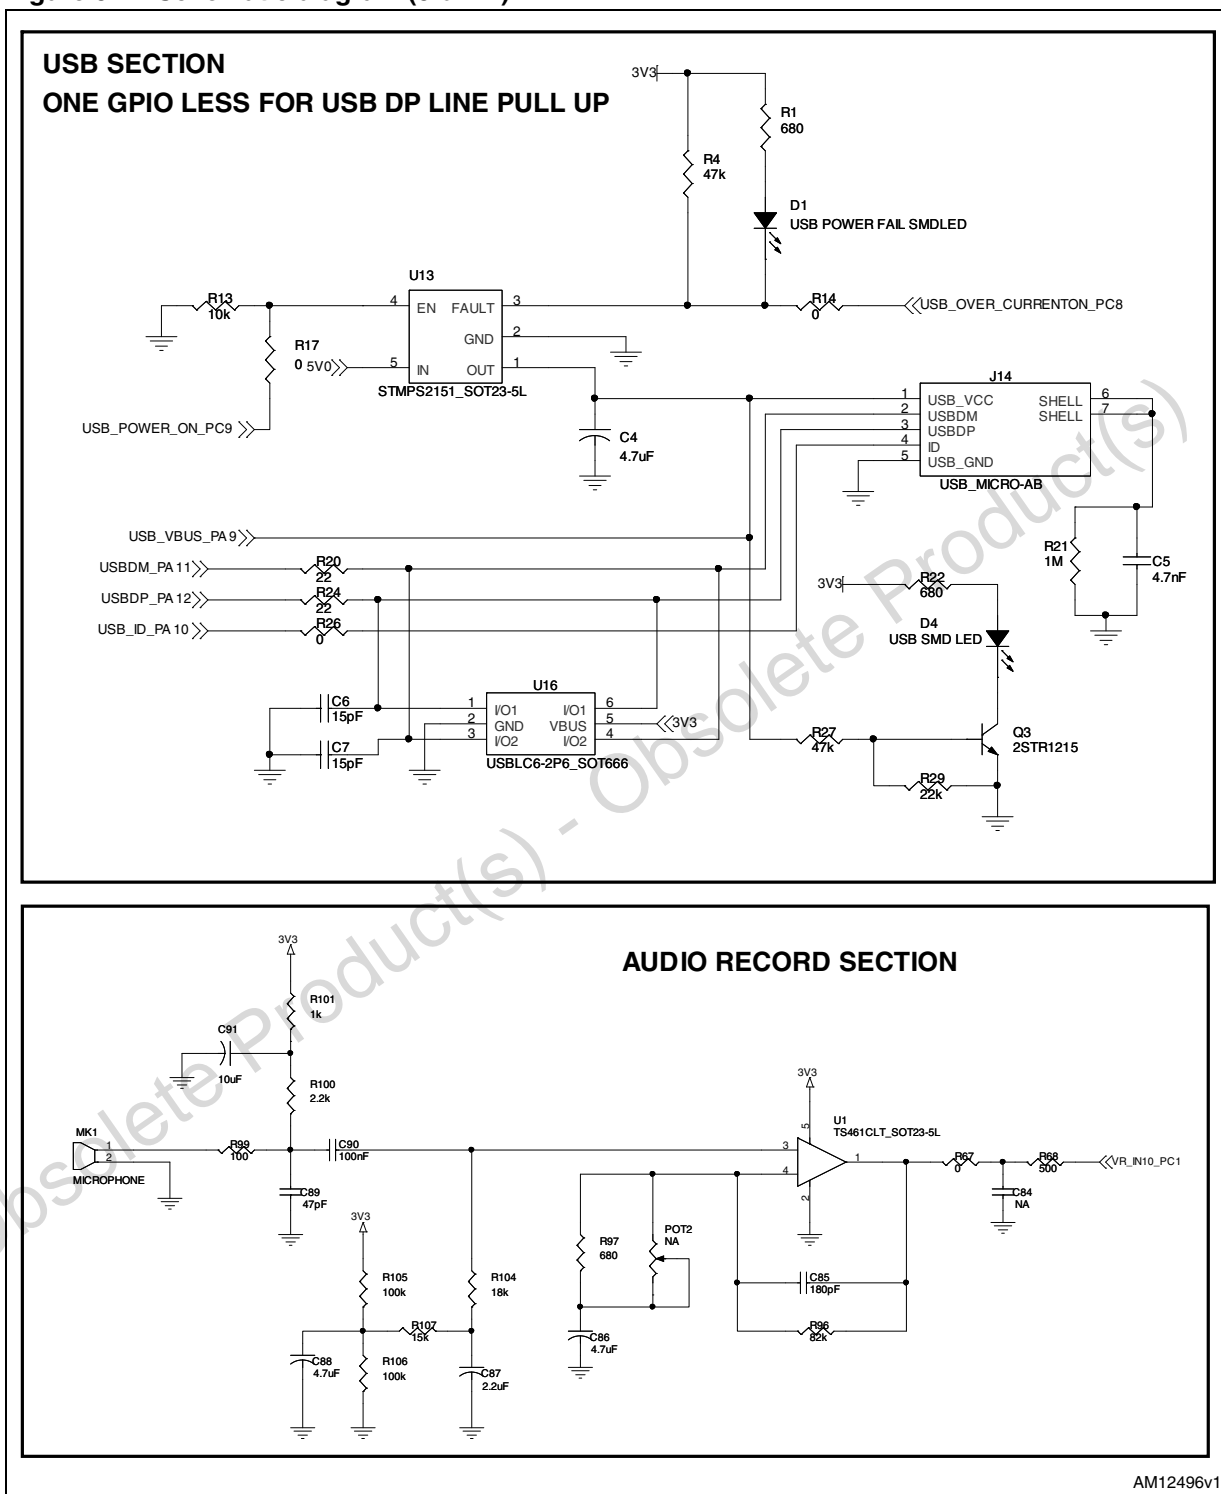 USB SECTION
ONE GPIO LESS FOR USB DP LINE PULL UP
3V3
R1
680
R4
47k
D1
USB POWER FAIL SMDLED
U13
R13
10k
4
EN
FAULT
3
R14
0
USB_OVER_CURRENTON_PC8
GND
2
R17
0
5V0
5
IN
OUT
1
STMPS2151_SOT23-5L
USB_POWER_ON_PC9
C4
4.7uF
J14
1
USB_VCC
SHELL
6
2
USBDM
SHELL
7
3
USBDP
4
ID
5
USB_GND
USB_MICRO-AB
USB_VBUS_PA9
USBDM_PA11
R20
22
USBDP_PA12
R24
22
USB_ID_PA10
R26
0
R21
1M
C5
4.7nF
3V3
R22
680
D4
USB SMD LED
C6
15pF
C7
15pF
U16
1
I/O1
I/O1
6
2
GND
VBUS
5
3V3
3
I/O2
I/O2
4
USBLC6-2P6_SOT666
R27
47k
Q3
2STR1215
R29
22k
AUDIO RECORD SECTION
3V3
R101
1k
C91
10uF
R100
2.2k
MK1
1
2
MICROPHONE
R99
100
C90
100nF
C89
47pF
3V3
U1
TS461CLT_SOT23-5L
5
3
4
1
2
R67
0
R68
500
VR_IN10_PC1
C84
NA
3V3
R105
100k
R104
18k
R107
15k
C88
4.7uF
R106
100k
C87
2.2uF
R97
680
POT2
NA
C86
4.7uF
C85
180pF
R96
82k
Obsolete Product(s) - Obsolete Product(s)
AM12496v1